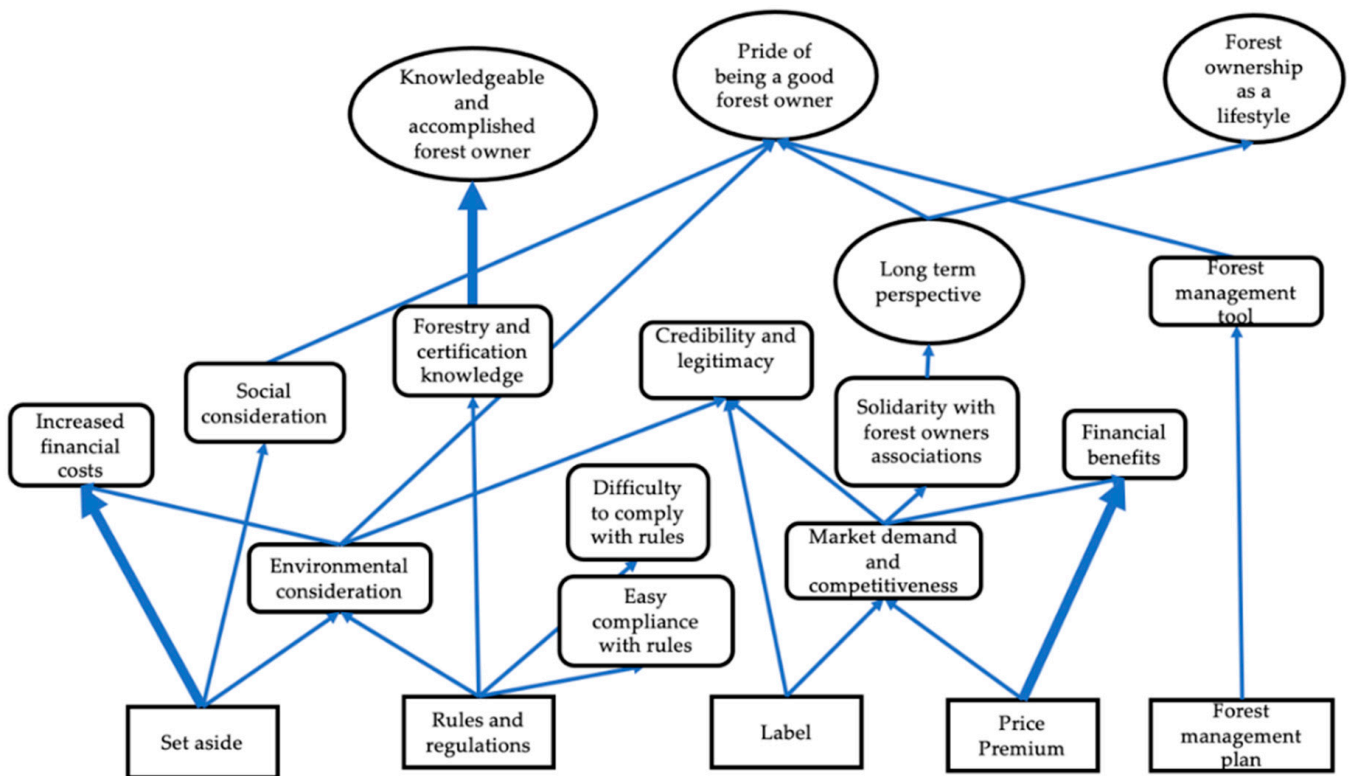 Knowledgeable
and
accomplished
forest owner
Pride of
being a good
forest owner
Forest
ownership
as a
lifestyle
Long term
perspective
Forest
management
tool
Forestry and
certification
knowledge
Credibility and
legitimacy
Social
consideration
Increased
financial
costs
Solidarity with
forest owners
associations
Financial
benefits
Difficulty
to comply
with rules
Environmental
consideration
Market demand
and
competitiveness
Easy
compliance
with rules
Set aside
Rules and
regulations
Label
Price
Premium
Forest
management
plan